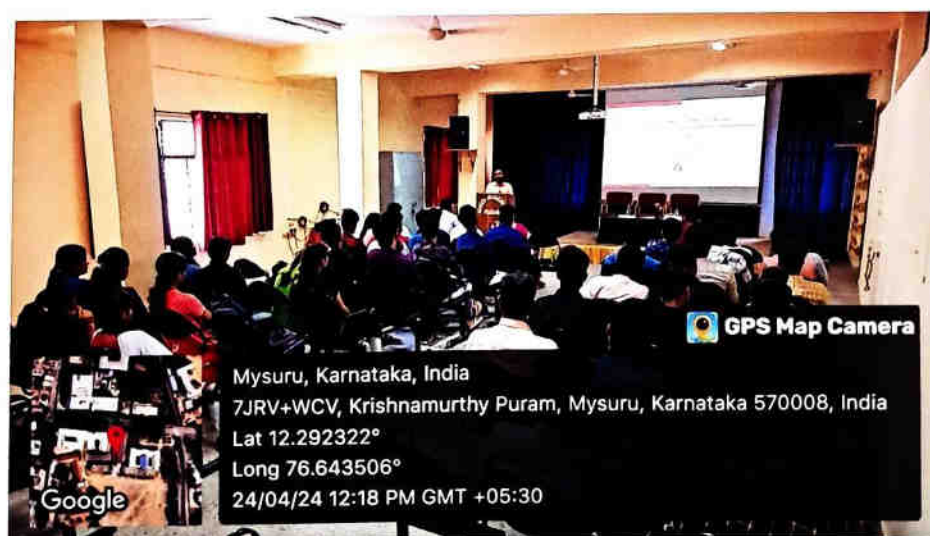 GPS Map Camera
Mysuru, Karnataka, India
7JRV+WCV, Krishnamurthy Puram, Mysuru, Karnataka 570008, India
Lat 12.292322°
Long 76.643506°
24/04/24 12:18 PM GMT +05:30
Google